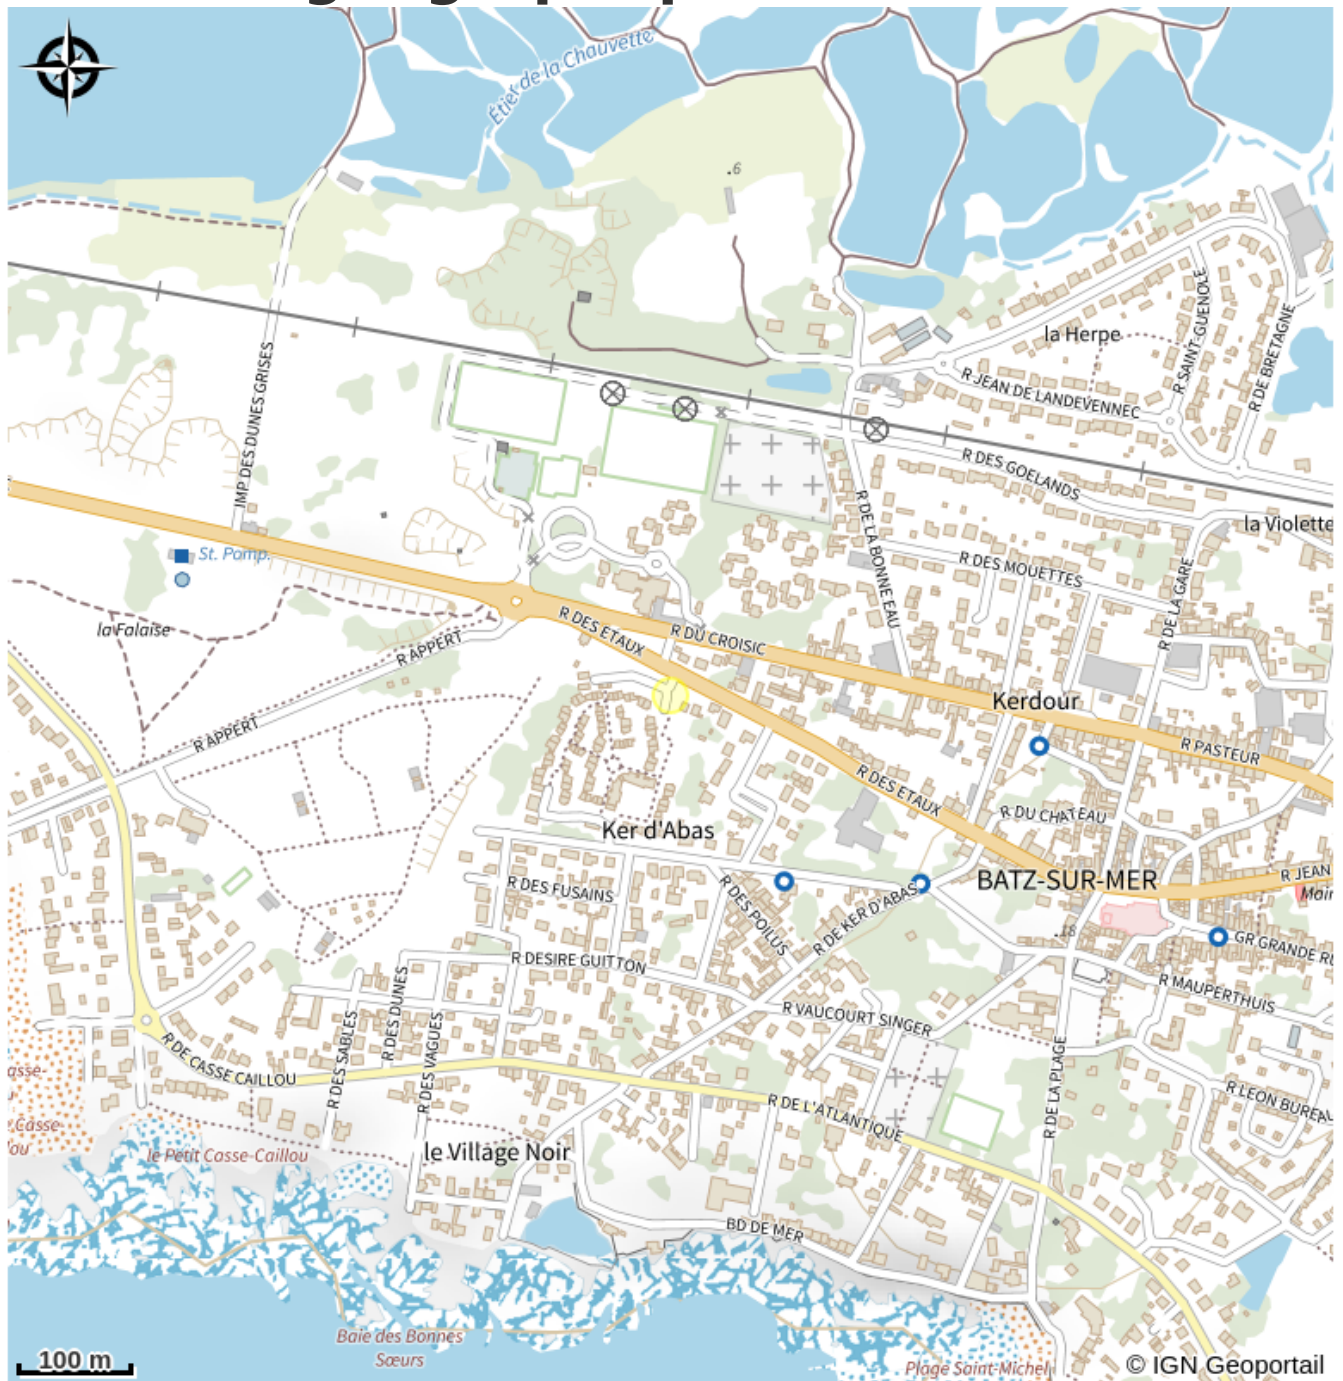 Étier de la Chauvette
.6
la Herpe
R SAINT-GUENOLE
R DE BRETAGNE
R JEAN DE LANDEVENNEC
IMP DES DUNES GRISES
R DES GOELANDS
la Violette
R DE LA BONNE EAU
St. Pomp.
R DES MOUETTES
R DE LA GARE
la Falaise
R DES ETAUX
R DU CROISIC
R APPERT
Kerdour
R APPERT
R PASTEUR
R DES ETAUX
R DU CHATEAU
Ker d'Abas
BATZ-SUR-MER
R JEAN
R DES FUSAINS
R DES POILUS
R DE KER D'ABAS
.18
GR GRANDE RU
R DESIRE GUITTON
R MAUPERTHUIS
R DES DUNES
R VAUCOURT SINGER
R DES SABLES
R DES VAGUES
R DE CASSE CAILLOU
R DE LA PLAGE
R LEON BUREAU
R DE L'ATLANTIQUE
Casse
le Petit Casse-Caillou
le Village Noir
BD DE MER
Baie des Bonnes
Sœurs
Plage Saint-Michel
100 m
© IGN Geoportail